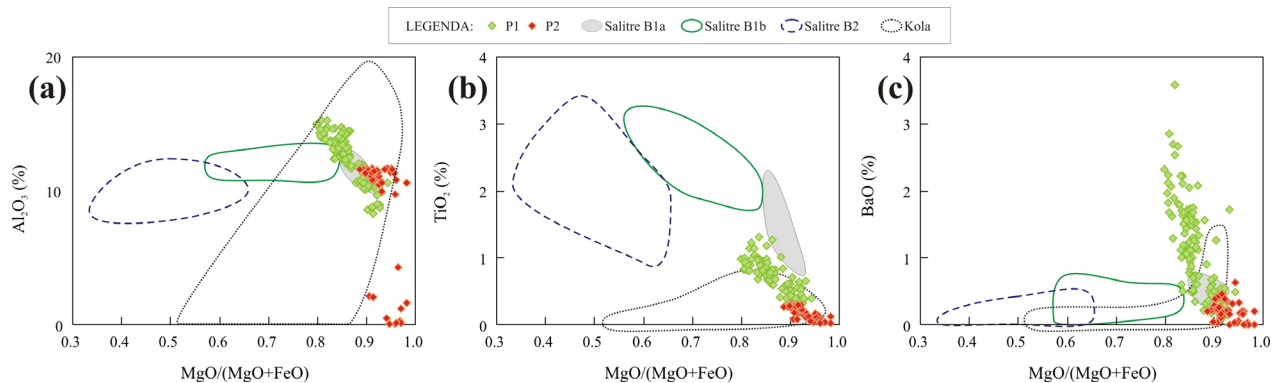 LEGENDA: P1 P2 Salitre B1a Salitre B1b Salitre B2 Kola
(a)
20
10
0
Al₂O₃ (%)
0.3 0.4 0.5 0.6 0.7 0.8 0.9 1.0
MgO/(MgO+FeO)
(b)
4
3
2
1
0
TiO₂ (%)
0.3 0.4 0.5 0.6 0.7 0.8 0.9 1.0
MgO/(MgO+FeO)
(c)
4
3
2
1
0
BaO (%)
0.3 0.4 0.5 0.6 0.7 0.8 0.9 1.0
MgO/(MgO+FeO)